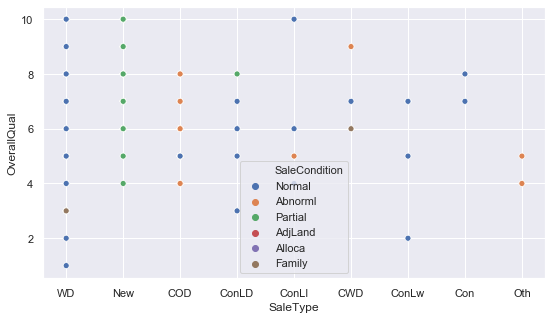 10
8
6
4
2
OverallQual
SaleCondition
Normal
Abnorml
Partial
AdjLand
Alloca
Family
WD New COD ConLD ConLI CWD ConLw Con Oth
SaleType